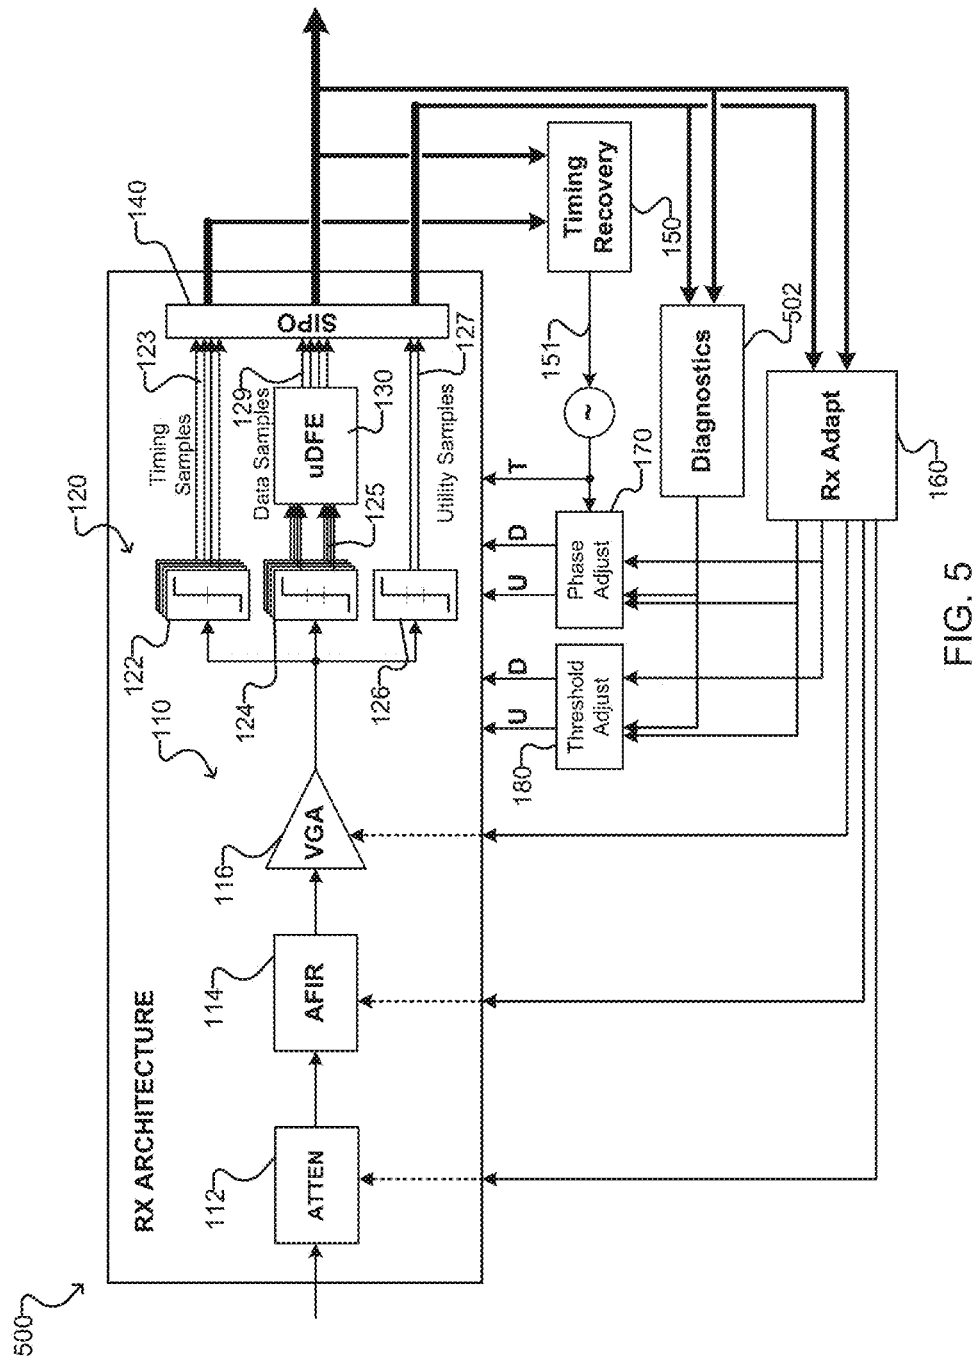 500
RX ARCHITECTURE
112
ATTEN
114
AFIR
116
VGA
110
120
122
124
126
Timing
Samples
123
Data Samples
125
129
uDFE
130
Utility Samples
127
SIPO
140
U
D
U
D
T
180
Threshold
Adjust
Phase
Adjust
170
151
~
Timing
Recovery
150
Diagnostics
502
Rx Adapt
160
FIG. 5